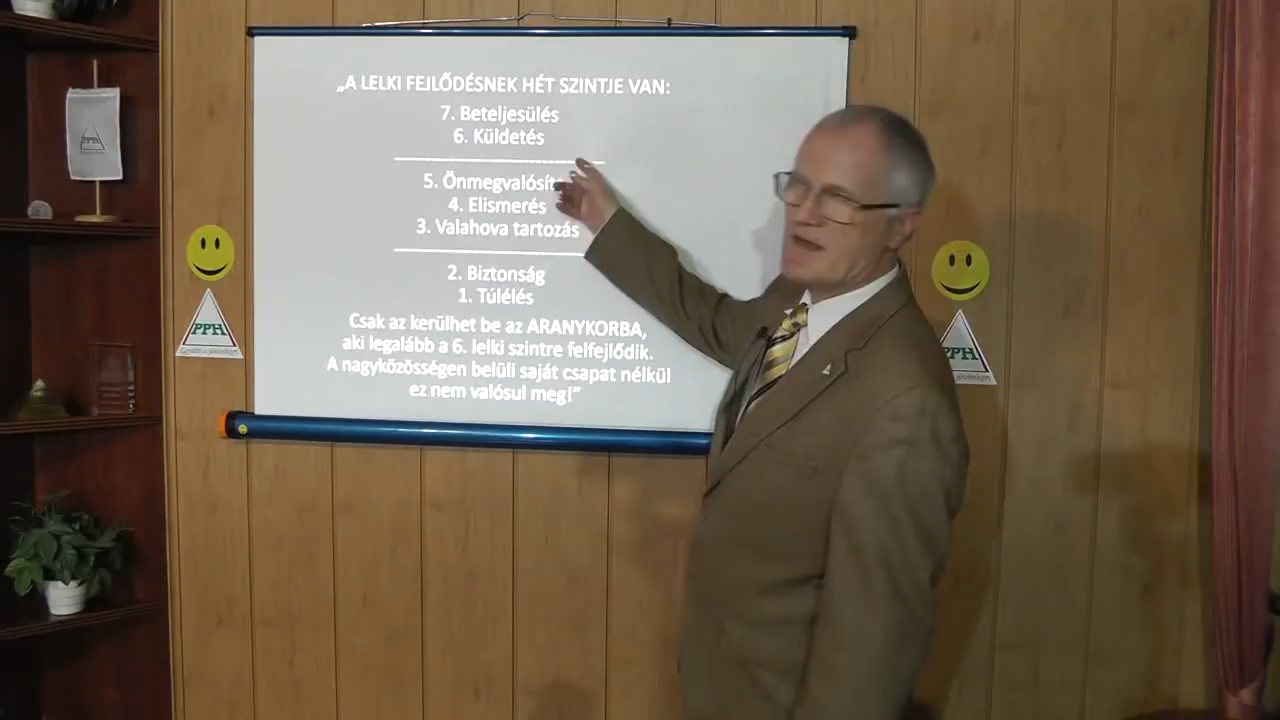 „A LELKI FEJLŐDÉSNEK HÉT SZINTJE VAN:
7. Beteljesülés
6. Küldetés
5. Önmegvalósít
4. Elismerés
3. Valahova tartozás
2. Biztonság
1. Túlélés
Csak az kerülhet be az ARANYKORBA,
aki legalább a 6. lelki szintre felfejlődik.
A nagyközösségen belüli saját csapat nélkül
ez nem valósul meg!”
PPH
PPH